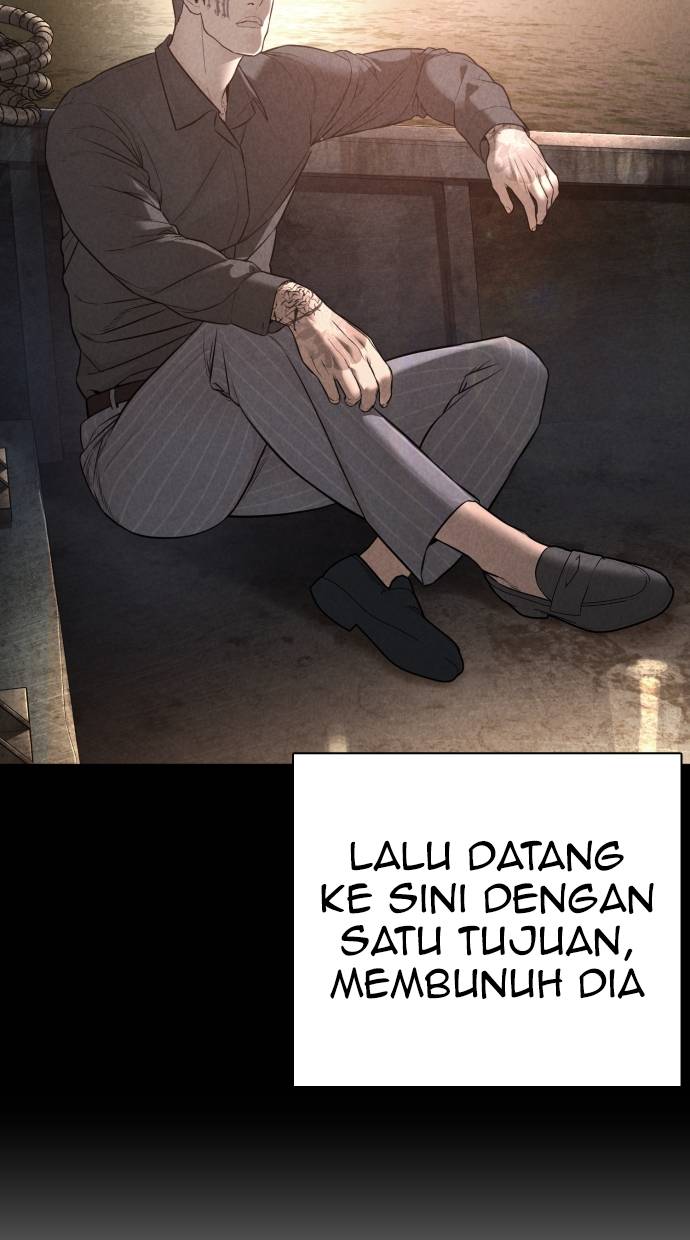 LALU DATANG
KE SINI DENGAN
SATU TUJUAN,
MEMBUNUH DIA